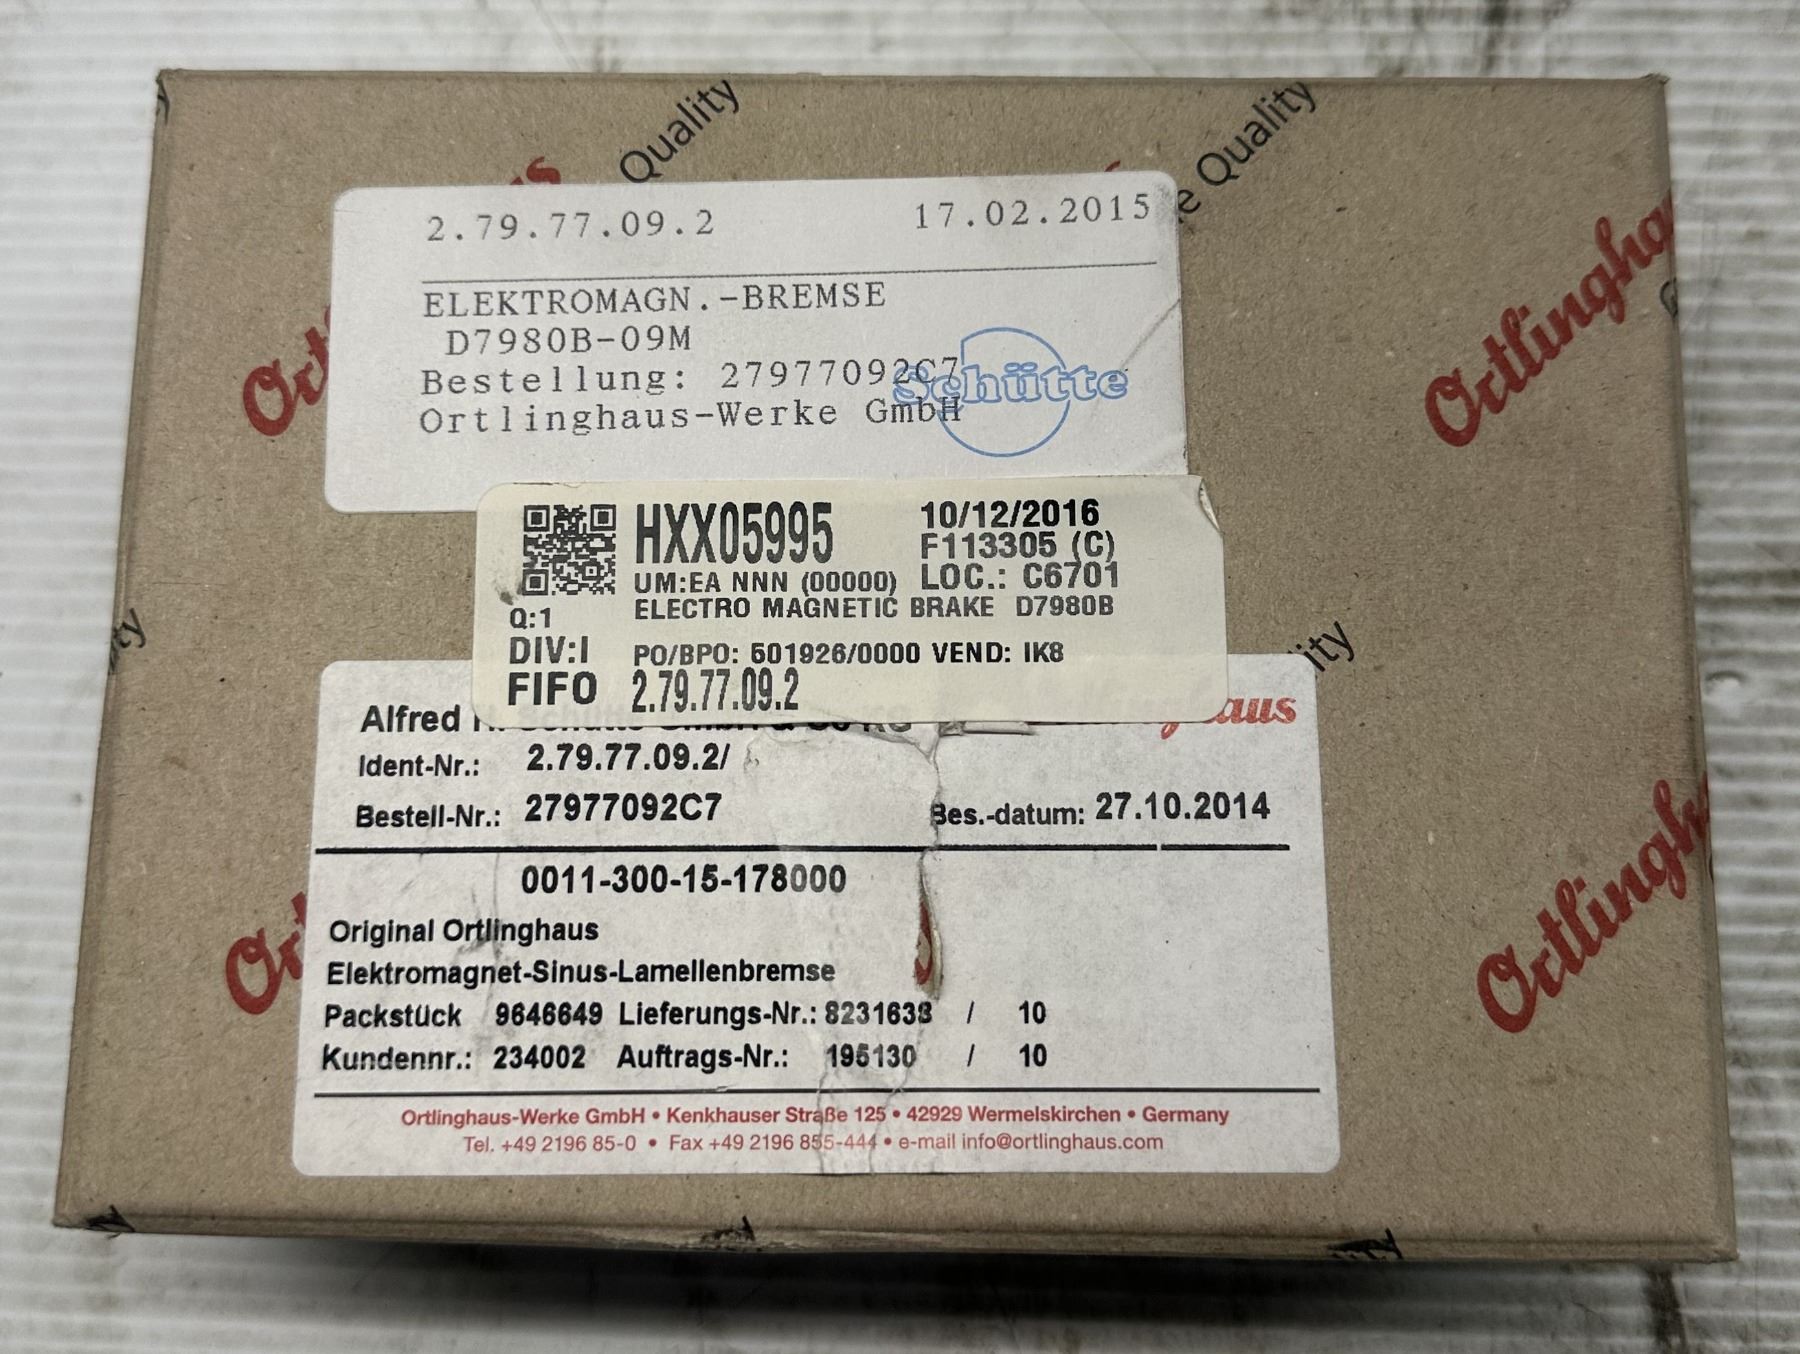 Quality
e Quality
2.79.77.09.2 17.02.2015
ELEKTROMAGN.-BREMSE
D7980B-09M
Bestellung: 27977092C7
Ortlinghaus-Werke GmbH
Schütte
Ortlingha
HXX05995 10/12/2016
F113305 (C)
UM:EA NNN (00000) LOC.: C6701
Q:1 ELECTRO MAGNETIC BRAKE D7980B
DIV:I PO/BPO: 501926/0000 VEND: IK8
FIFO 2.79.77.09.2
Alfred
Ident-Nr.: 2.79.77.09.2/
Bestell-Nr.: 27977092C7 Bes.-datum: 27.10.2014
0011-300-15-178000
Original Ortlinghaus
Elektromagnet-Sinus-Lamellenbremse
Packstück 9646649 Lieferungs-Nr.: 8231638 / 10
Kundennr.: 234002 Auftrags-Nr.: 195130 / 10
Ortlinghaus-Werke GmbH • Kenkhauser Straße 125 • 42929 Wermelskirchen • Germany
Tel. +49 2196 85-0 • Fax +49 2196 855-444 • e-mail info@ortlinghaus.com
Ortlingh